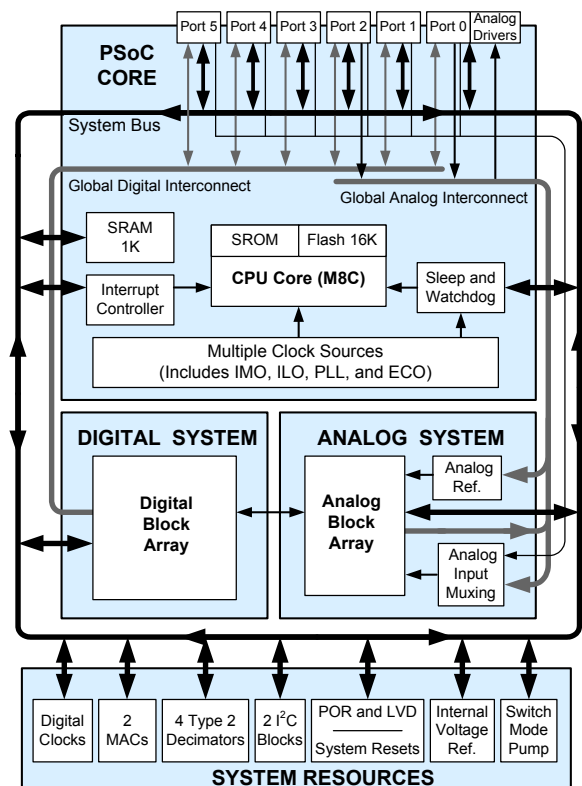 Port 5 Port 4 Port 3 Port 2 Port 1 Port 0 Analog
Drivers
PSoC
CORE
System Bus
Global Digital Interconnect
Global Analog Interconnect
SRAM
1K
SROM Flash 16K
CPU Core (M8C)
Interrupt
Controller
Sleep and
Watchdog
Multiple Clock Sources
(Includes IMO, ILO, PLL, and ECO)
DIGITAL SYSTEM
ANALOG SYSTEM
Digital
Block
Array
Analog
Block
Array
Analog
Ref.
Analog
Input
Muxing
Digital
Clocks
2
MACs
4 Type 2
Decimators
2 I²C
Blocks
POR and LVD
System Resets
Internal
Voltage
Ref.
Switch
Mode
Pump
SYSTEM RESOURCES